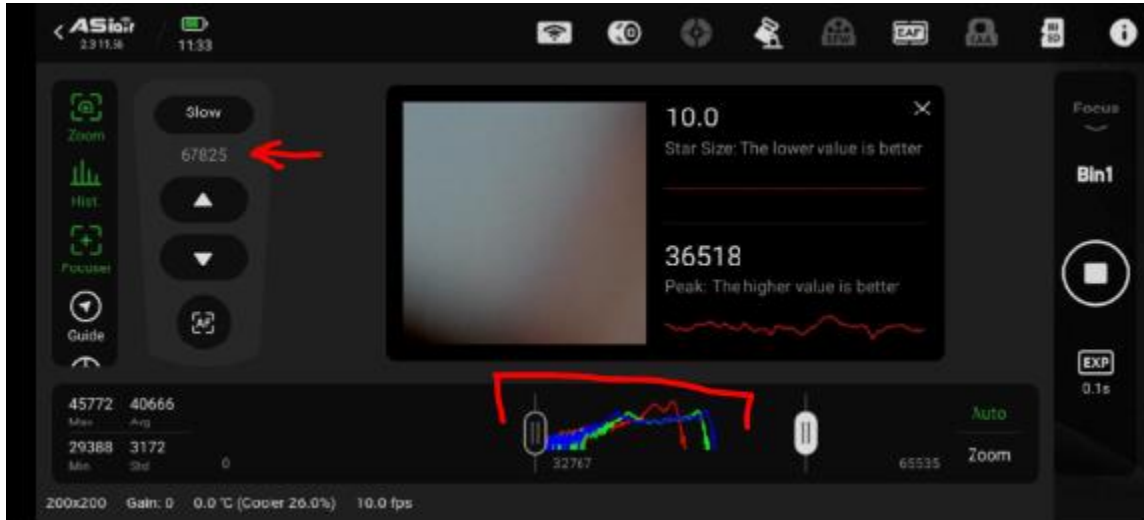 ASiair
11:33
EAF
Slow
Focus
67825
Zoom
10.0
Star Size: The lower value is better
Bin1
Hist.
36518
Peak: The higher value is better
Focuser
Guide
AF
EXP
0.1s
45772 40666
Max Avg
Auto
29388 3172
Min Std
0
32767
65535
Zoom
200x200 Gain: 0 0.0 °C (Cooler 26.0%) 10.0 fps